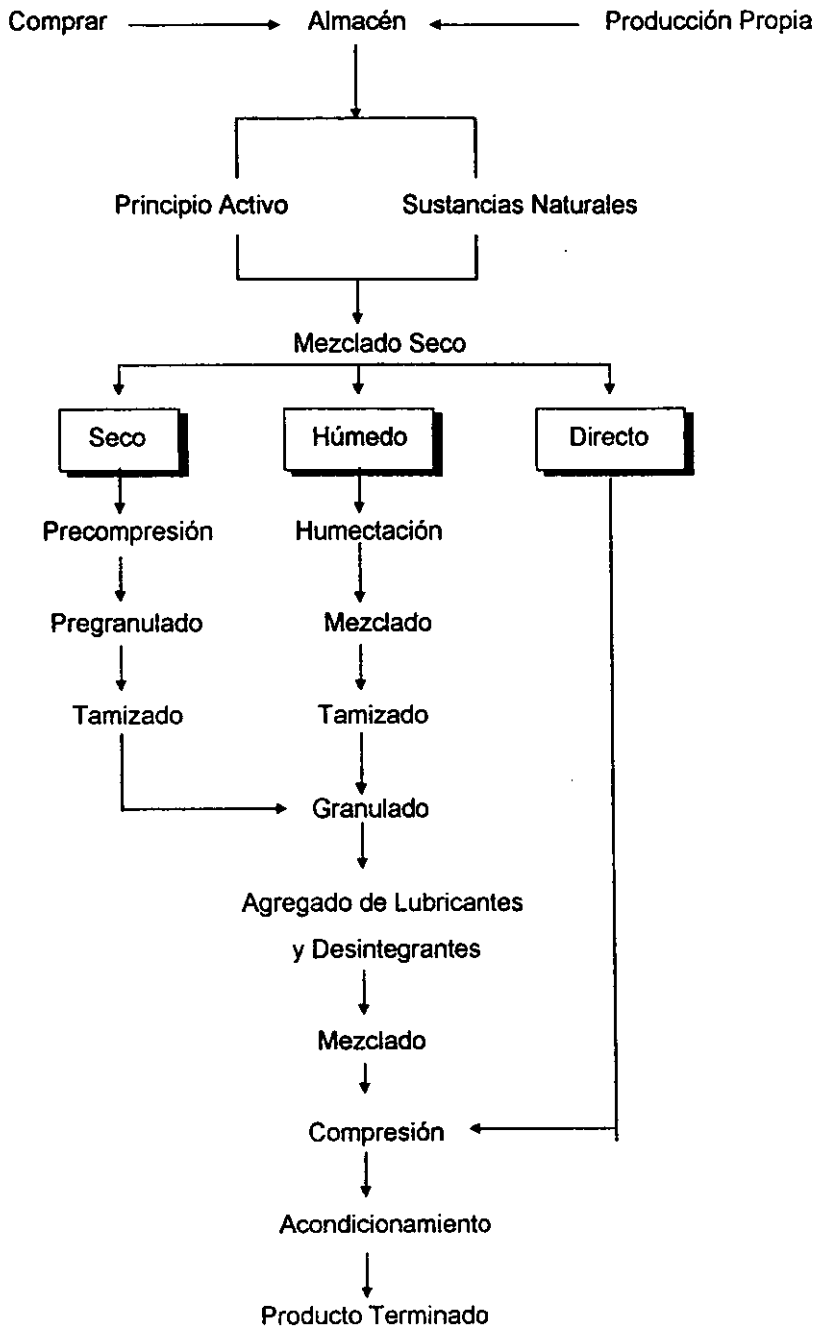 Comprar
Almacén
Producción Propia
Principio Activo
Sustancias Naturales
Mezclado Seco
Seco
Húmedo
Directo
Precompresión
Humectación
Pregranulado
Mezclado
Tamizado
Tamizado
Granulado
Agregado de Lubricantes
y Desintegrantes
Mezclado
Compresión
Acondicionamiento
Producto Terminado